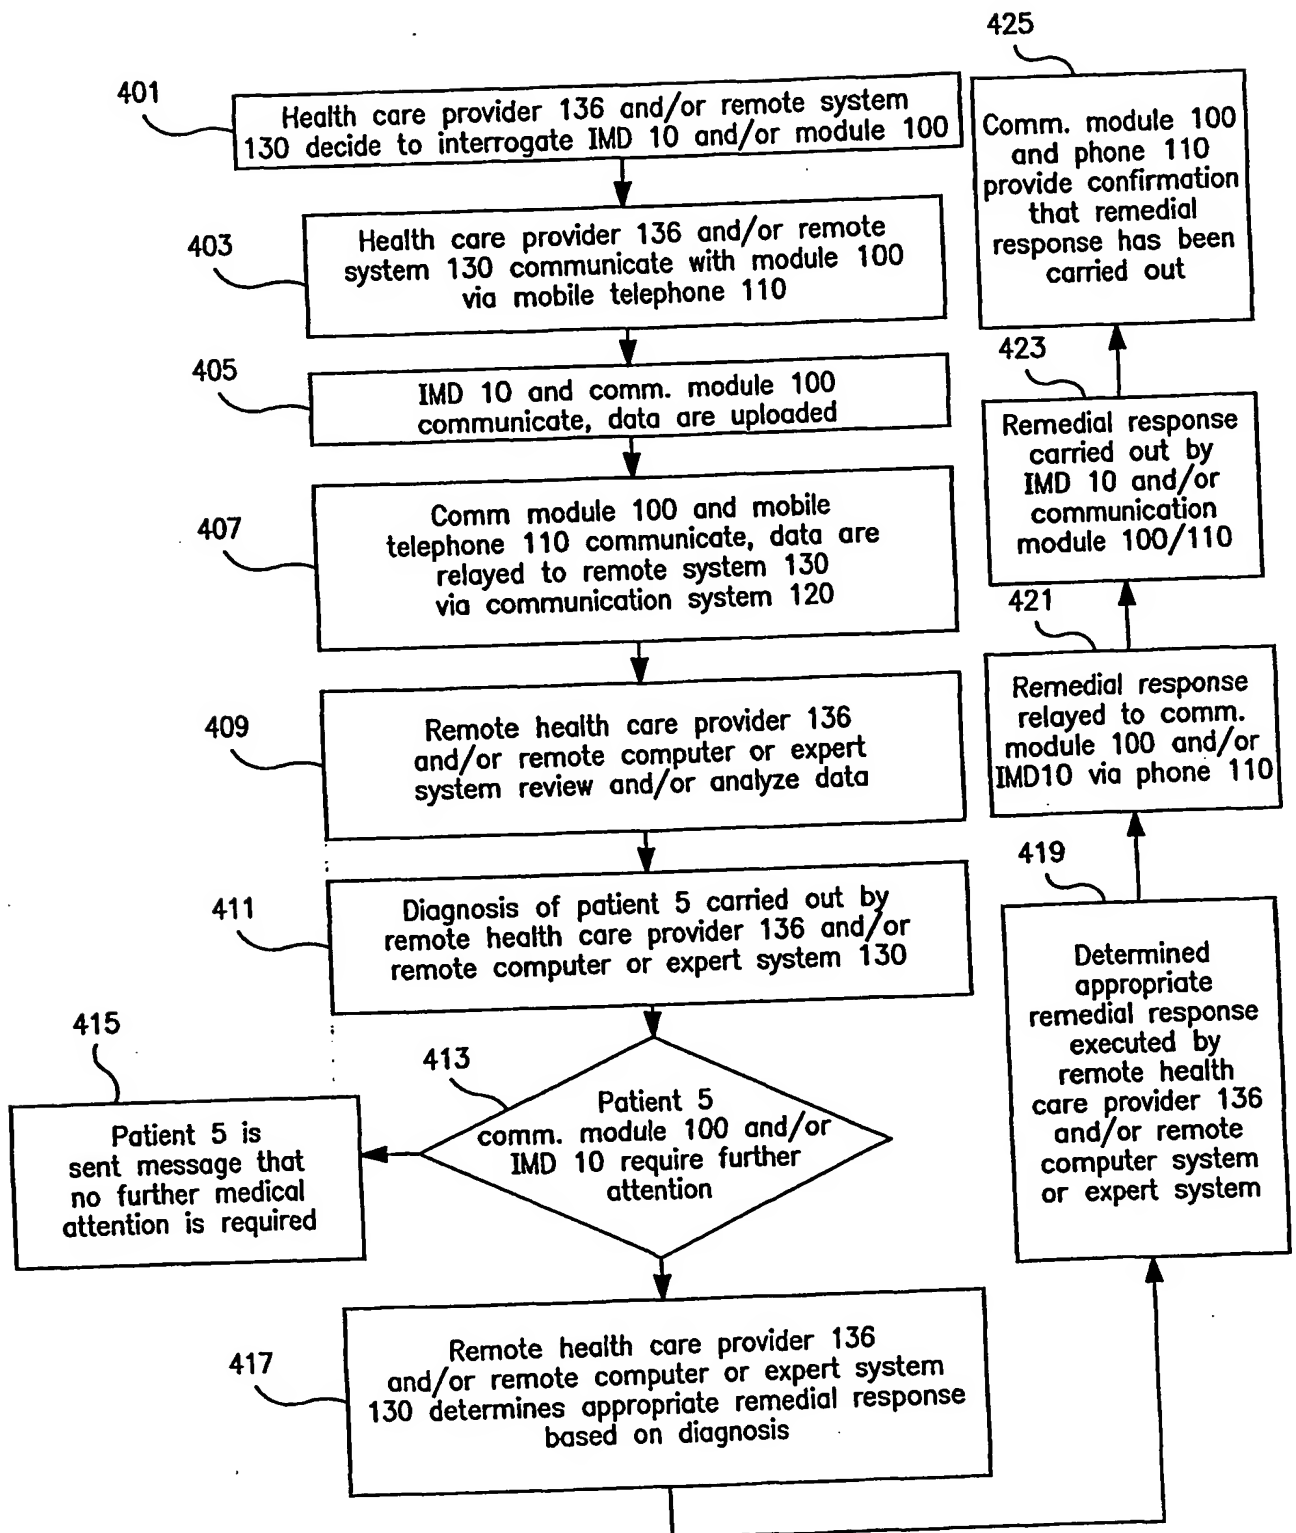 401
Health care provider 136 and/or remote system
130 decide to interrogate IMD 10 and/or module 100
403
Health care provider 136 and/or remote
system 130 communicate with module 100
via mobile telephone 110
405
IMD 10 and comm. module 100
communicate, data are uploaded
407
Comm module 100 and mobile
telephone 110 communicate, data are
relayed to remote system 130
via communication system 120
409
Remote health care provider 136
and/or remote computer or expert
system review and/or analyze data
411
Diagnosis of patient 5 carried out by
remote health care provider 136 and/or
remote computer or expert system 130
413
Patient 5
comm. module 100 and/or
IMD 10 require further
attention
415
Patient 5 is
sent message that
no further medical
attention is required
417
Remote health care provider 136
and/or remote computer or expert system
130 determines appropriate remedial response
based on diagnosis
419
Determined
appropriate
remedial response
executed by
remote health
care provider 136
and/or remote
computer system
or expert system
421
Remedial response
relayed to comm.
module 100 and/or
IMD10 via phone 110
423
Remedial response
carried out by
IMD 10 and/or
communication
module 100/110
425
Comm. module 100
and phone 110
provide confirmation
that remedial
response has been
carried out